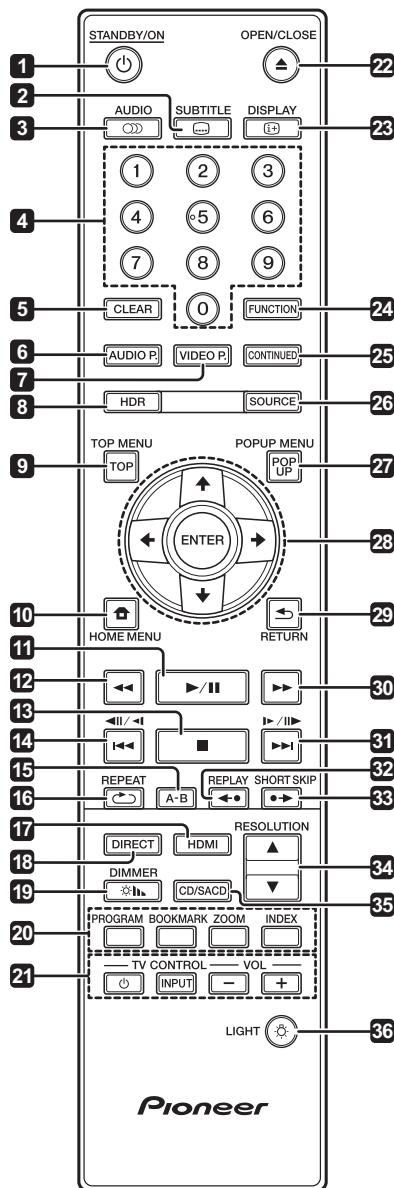 STANDBY/ON OPEN/CLOSE
1 22
2
AUDIO SUBTITLE DISPLAY
3 23
1 2 3
4
4 5 6
7 8 9
5 CLEAR 0 FUNCTION 24
6 AUDIO P. VIDEO P. CONTINUED 25
7
8 HDR SOURCE 26
TOP MENU POPUP MENU
9 TOP POP UP 27
ENTER 28
10 29
HOME MENU RETURN
11
12 30
13
14 31
15 32
REPEAT REPLAY SHORT SKIP
16 A-B 33
17 RESOLUTION
18 DIRECT HDMI 34
DIMMER
19 CD/SACD 35
PROGRAM BOOKMARK ZOOM INDEX
20
TV CONTROL VOL
21 INPUT − +
LIGHT 36
Pioneer